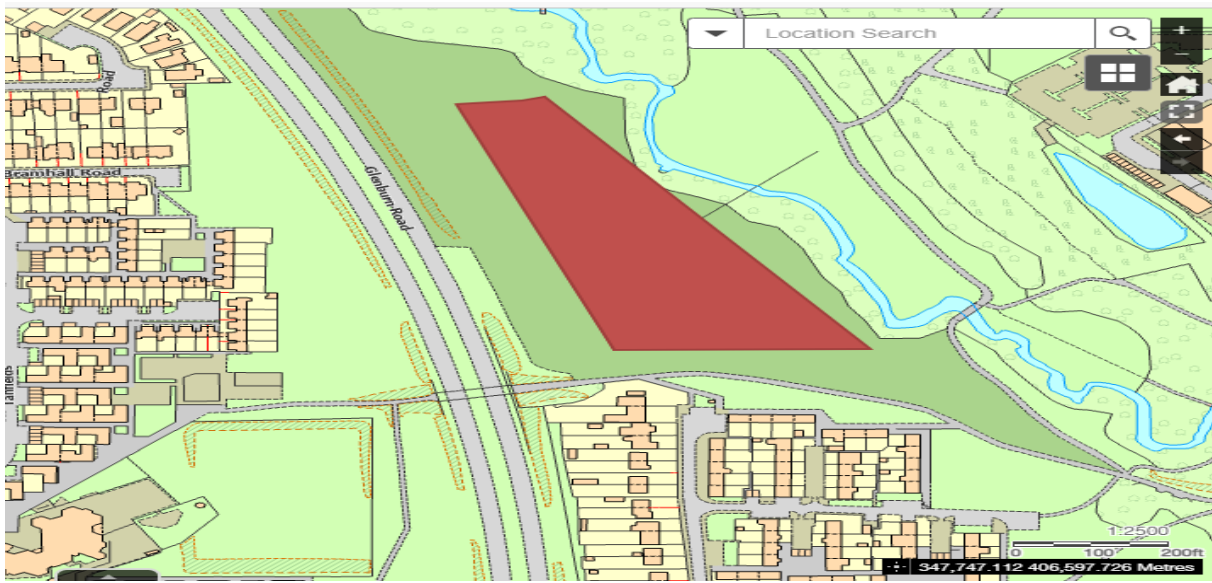 Location Search
+
−
Road
Bramhall Road
Glenburn Road
Tanfields
1:2500
0 100' 200ft
347,747.112 406,597.726 Metres